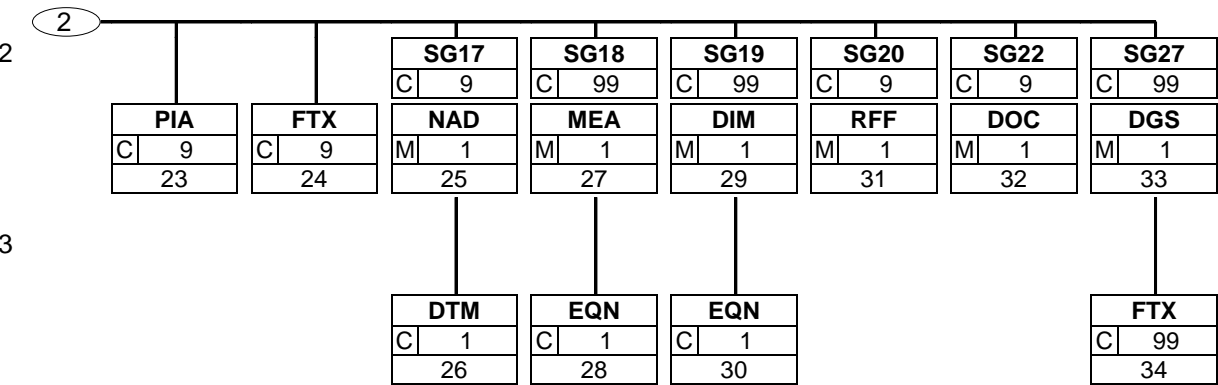 2
2 SG17 SG18 SG19 SG20 SG22 SG27
C 9 C 99 C 99 C 9 C 9 C 99
PIA FTX NAD MEA DIM RFF DOC DGS
C 9 C 9 M 1 M 1 M 1 M 1 M 1 M 1
23 24 25 27 29 31 32 33
3
DTM EQN EQN FTX
C 1 C 1 C 1 C 99
26 28 30 34